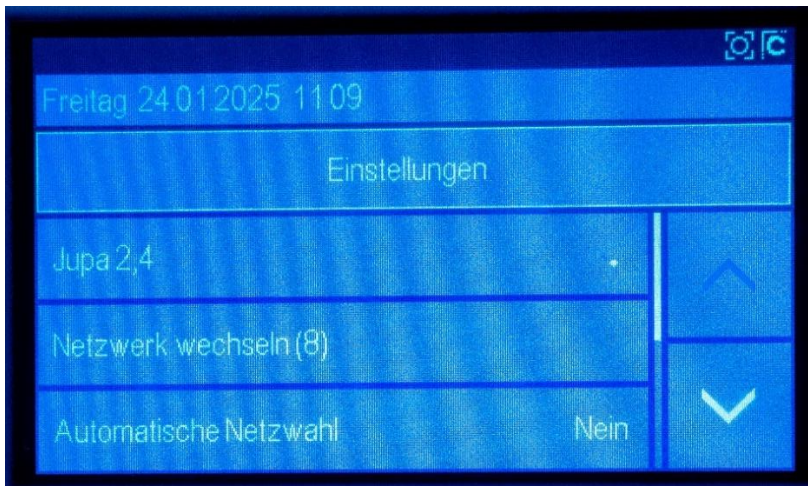 Freitag 24.01.2025 11:09
Einstellungen
Jupa 2,4
Netzwerk wechseln (8)
Automatische Netzwahl Nein